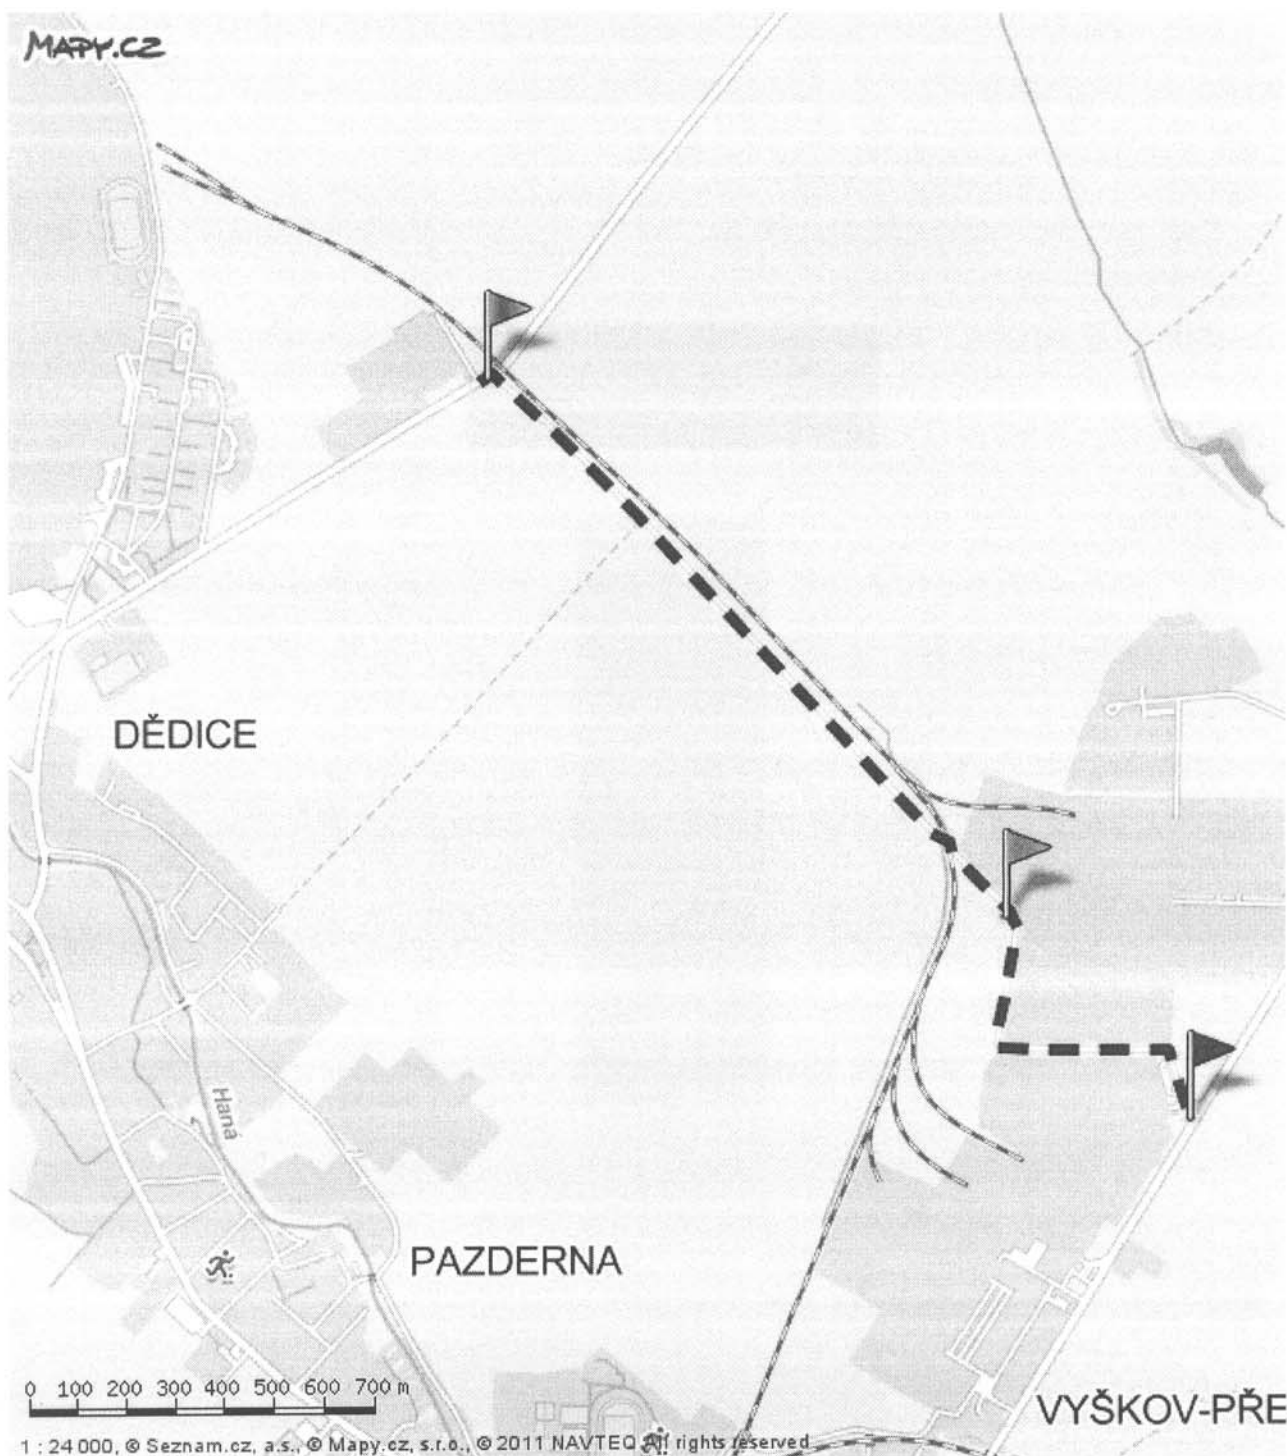 MAPY.CZ
DĚDICE
Haná
PAZDERNA
0 100 200 300 400 500 600 700 m
VYŠKOV-PŘE
1 : 24 000, © Seznam.cz, a.s., © Mapy.cz, s.r.o., © 2011 NAVTEQ All rights reserved